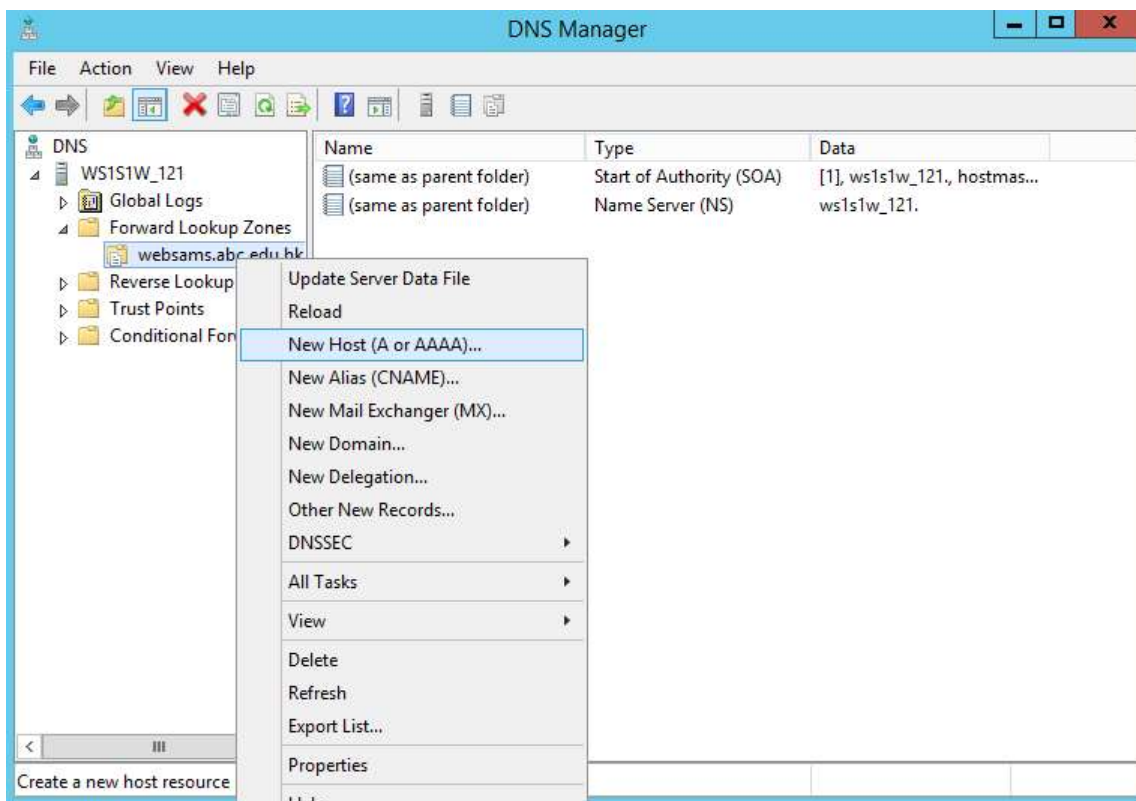 DNS Manager
File Action View Help
DNS
WS1S1W_121
Global Logs
Forward Lookup Zones
websams.abc.edu.hk
Reverse Lookup
Trust Points
Conditional For
Name Type Data
(same as parent folder) Start of Authority (SOA) [1], ws1s1w_121., hostmas...
(same as parent folder) Name Server (NS) ws1s1w_121.
Update Server Data File
Reload
New Host (A or AAAA)...
New Alias (CNAME)...
New Mail Exchanger (MX)...
New Domain...
New Delegation...
Other New Records...
DNSSEC
All Tasks
View
Delete
Refresh
Export List...
Properties
Create a new host resource